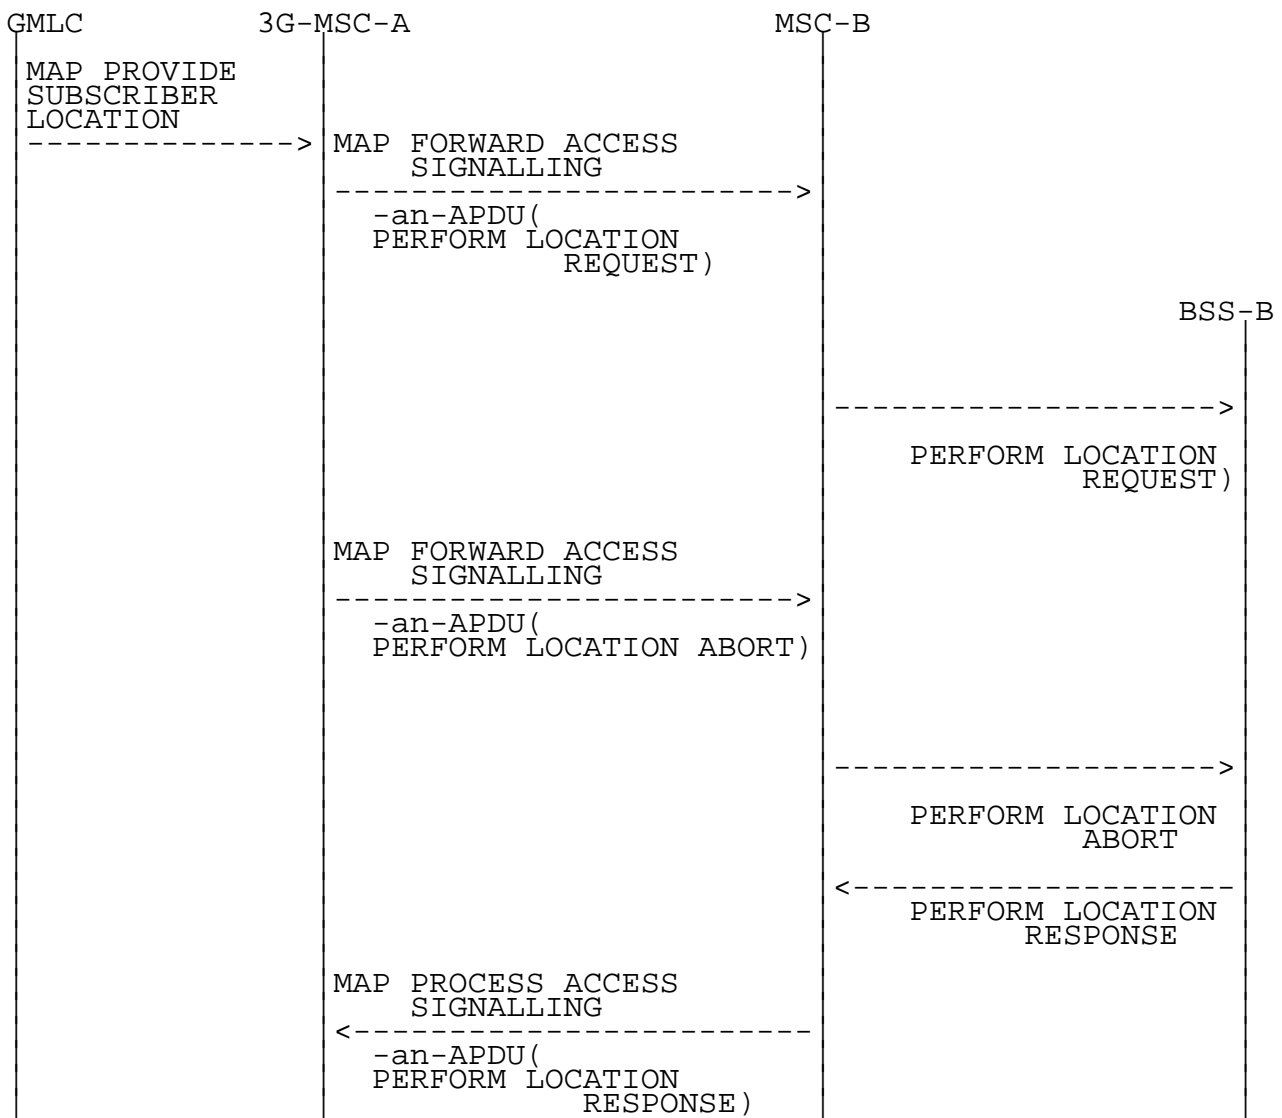 GMLC 3G-MSC-A MSC-B
MAP PROVIDE
SUBSCRIBER
LOCATION
--------------> MAP FORWARD ACCESS
SIGNALLING
------------------------>
-an-APDU(
PERFORM LOCATION
REQUEST)
BSS-B
-------------------->
PERFORM LOCATION
REQUEST)
MAP FORWARD ACCESS
SIGNALLING
------------------------>
-an-APDU(
PERFORM LOCATION ABORT)
-------------------->
PERFORM LOCATION
ABORT
<--------------------
PERFORM LOCATION
RESPONSE
MAP PROCESS ACCESS
SIGNALLING
<------------------------
-an-APDU(
PERFORM LOCATION
RESPONSE)